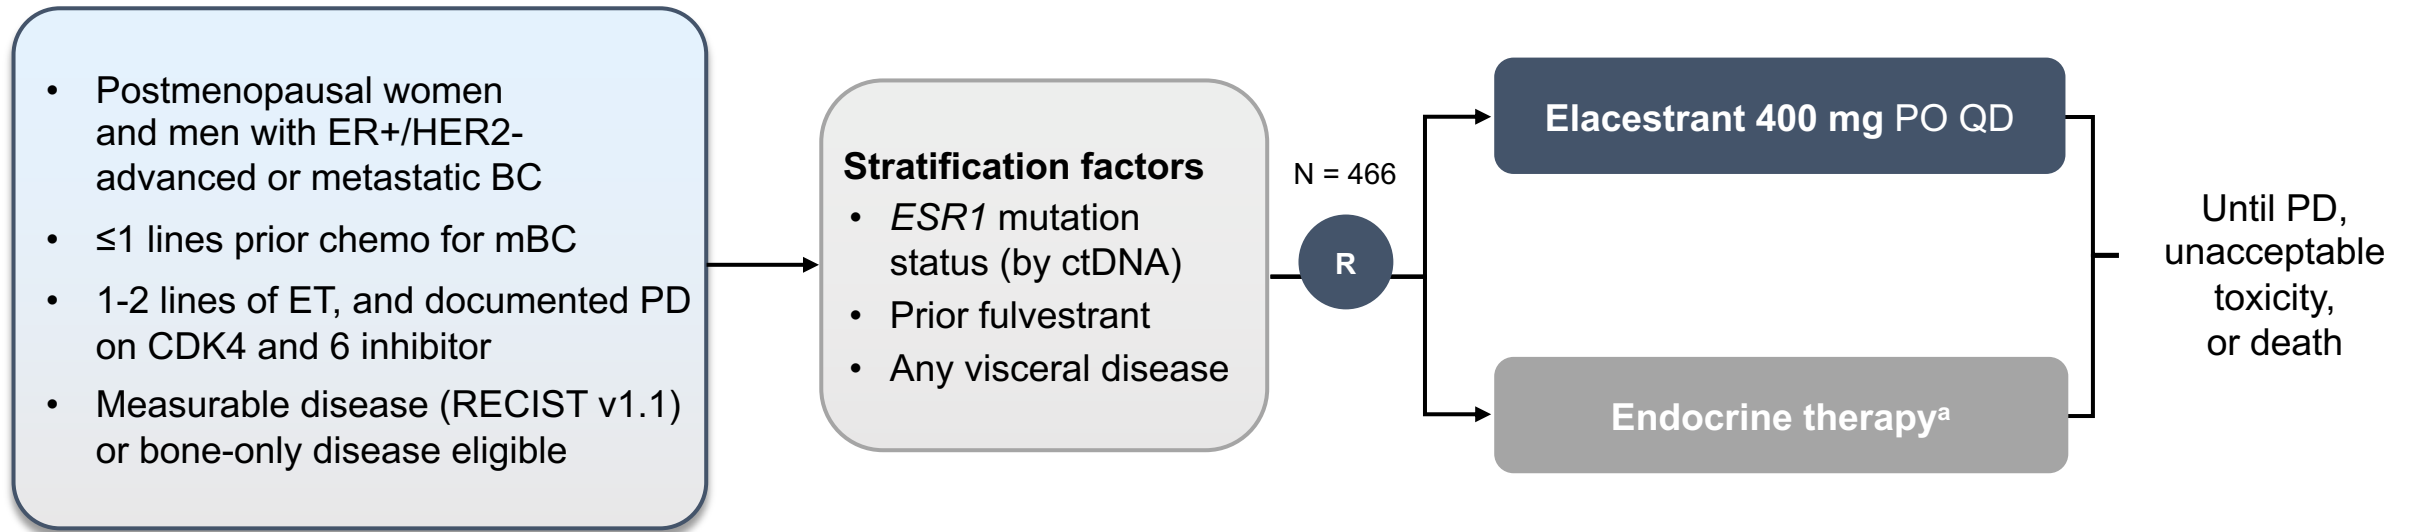 • Postmenopausal women
and men with ER+/HER2-
advanced or metastatic BC
• ≤1 lines prior chemo for mBC
• 1-2 lines of ET, and documented PD
on CDK4 and 6 inhibitor
• Measurable disease (RECIST v1.1)
or bone-only disease eligible
Stratification factors
• ESR1 mutation
status (by ctDNA)
• Prior fulvestrant
• Any visceral disease
N = 466
R
Elacestrant 400 mg PO QD
Endocrine therapyᵃ
Until PD,
unacceptable
toxicity,
or death